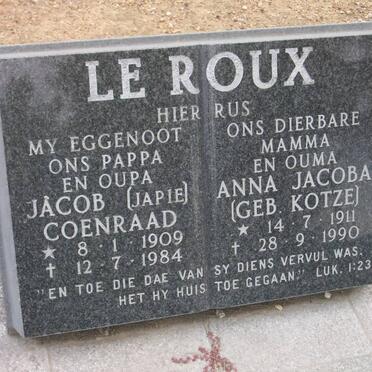 LE ROUX
HIER RUS
MY EGGENOOT
ONS PAPPA
EN OUPA
JACOB (JAPIE)
COENRAAD
★ 8 · 1 · 1909
✝ 12 · 7 · 1984
ONS DIERBARE
MAMMA
EN OUMA
ANNA JACOBA
(GEB. KOTZE)
★ 14 · 7 · 1911
✝ 28 · 9 · 1990
"EN TOE DIE DAE VAN SY DIENS VERVUL WAS,
HET HY HUIS TOE GEGAAN." LUK. 1:23